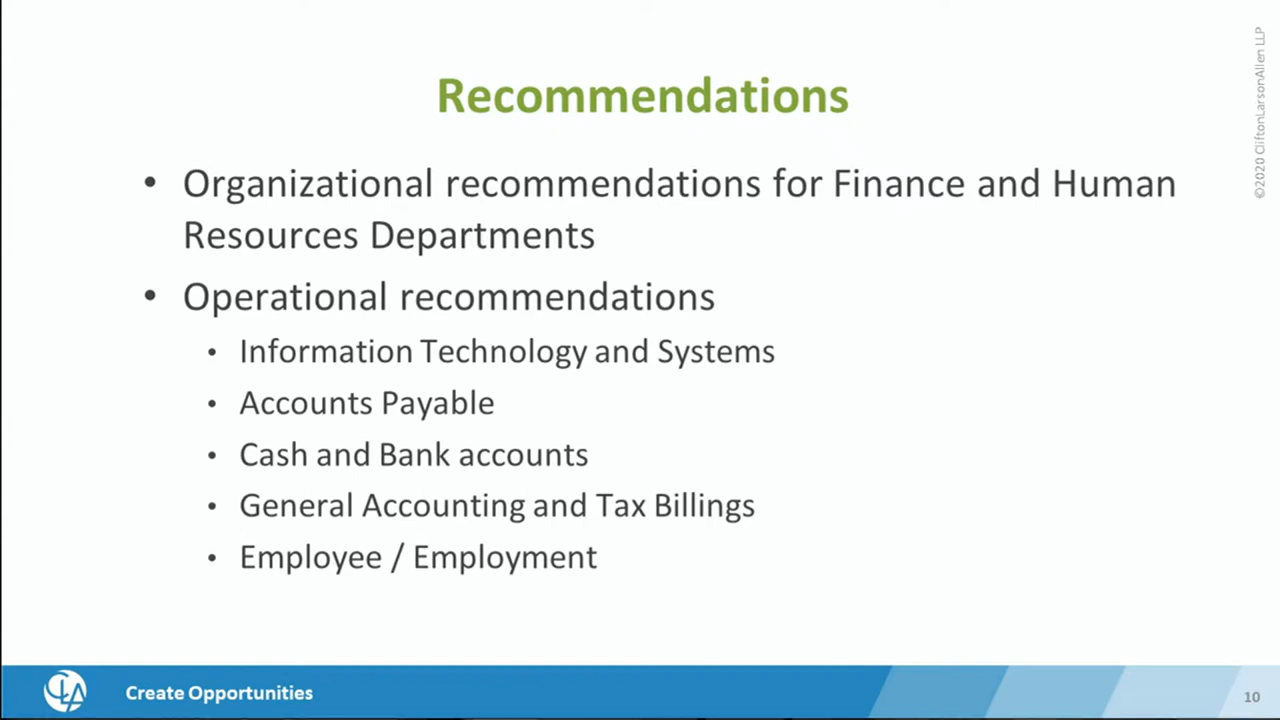 Recommendations
• Organizational recommendations for Finance and Human
Resources Departments
• Operational recommendations
• Information Technology and Systems
• Accounts Payable
• Cash and Bank accounts
• General Accounting and Tax Billings
• Employee / Employment
©2020 CliftonLarsonAllen LLP
CLA
Create Opportunities
10